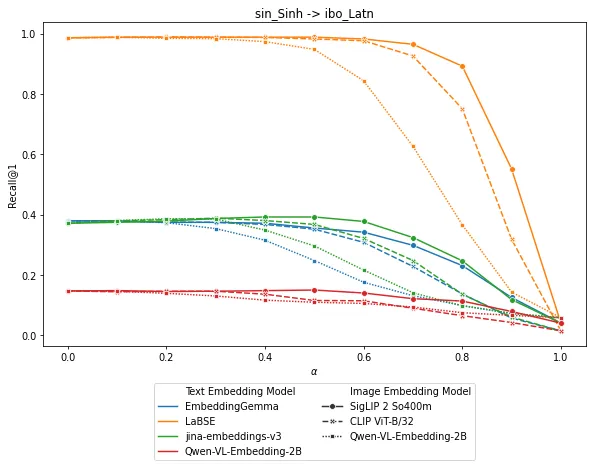 sin_Sinh -> ibo_Latn
Recall@1
1.0
0.8
0.6
0.4
0.2
0.0
0.0 0.2 0.4 0.6 0.8 1.0
α
Text Embedding Model
EmbeddingGemma
LaBSE
jina-embeddings-v3
Qwen-VL-Embedding-2B
Image Embedding Model
SigLIP 2 So400m
CLIP ViT-B/32
Qwen-VL-Embedding-2B